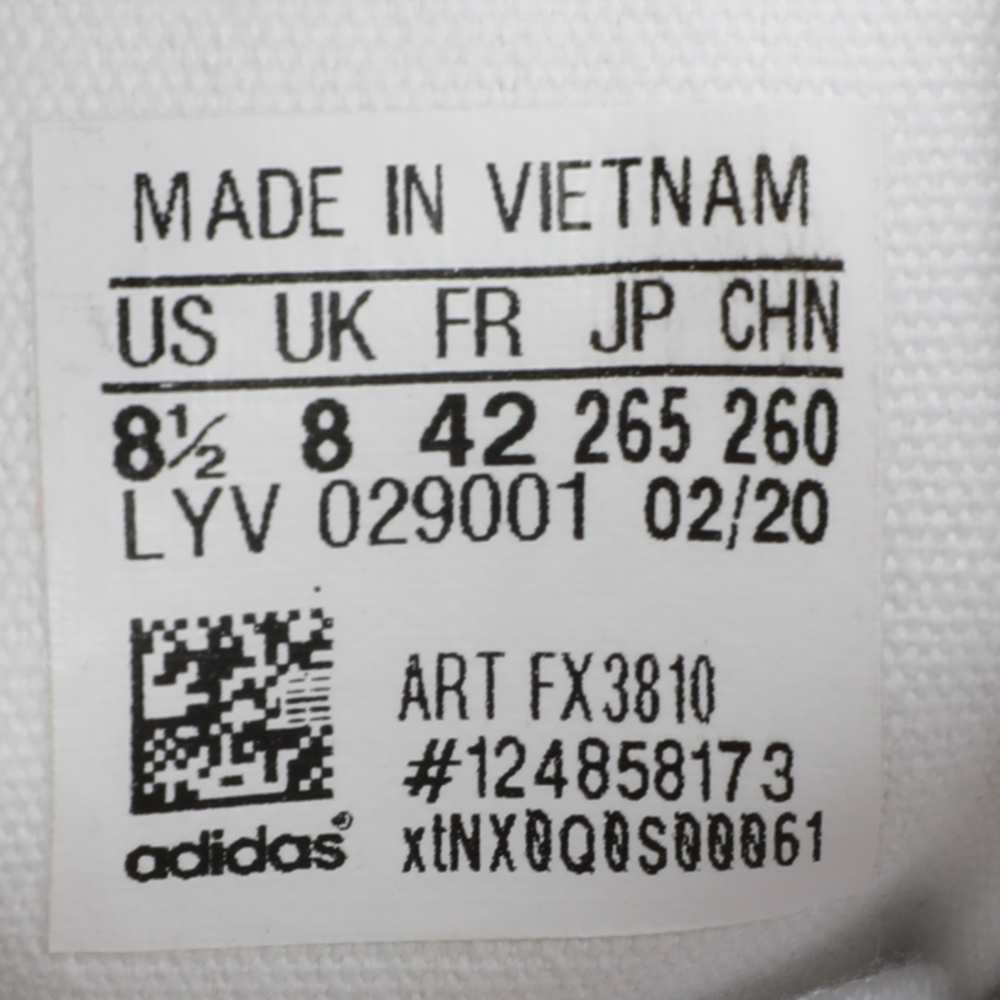 MADE IN VIETNAM
US UK FR JP CHN
8½ 8 42 265 260
LYV 029001 02/20
ART FX3810
#124858173
adidas®
xtNX0Q0S00061